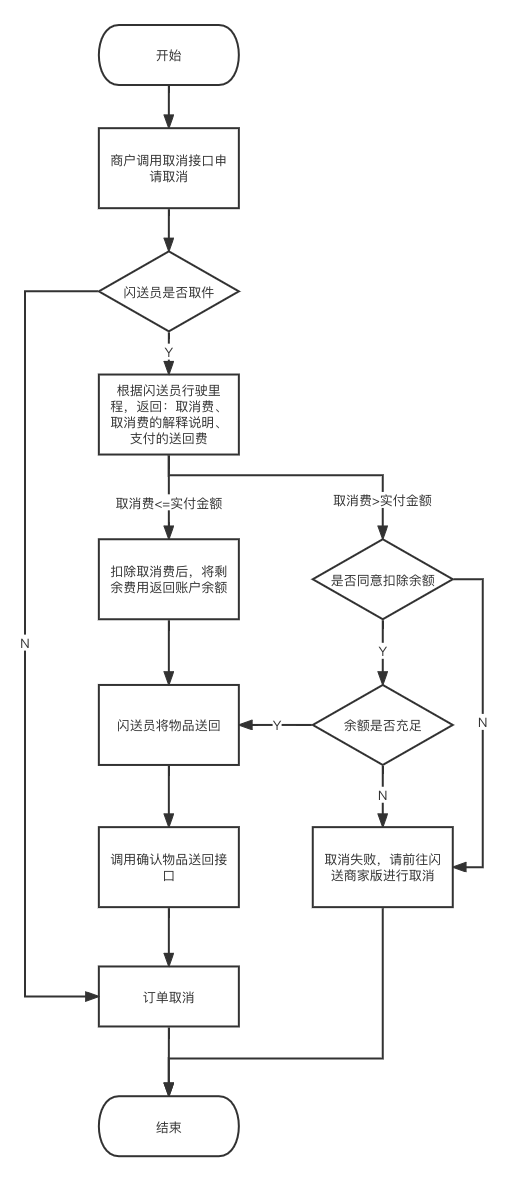 开始
商户调用取消接口申
请取消
闪送员是否取件
Y
根据闪送员行驶里
程，返回：取消费、
取消费的解释说明、
支付的送回费
取消费<=实付金额
取消费>实付金额
扣除取消费后，将剩
余费用返回账户余额
是否同意扣除余额
N
Y
闪送员将物品送回
Y
余额是否充足
N
N
调用确认物品送回接
口
取消失败，请前往闪
送商家版进行取消
订单取消
结束